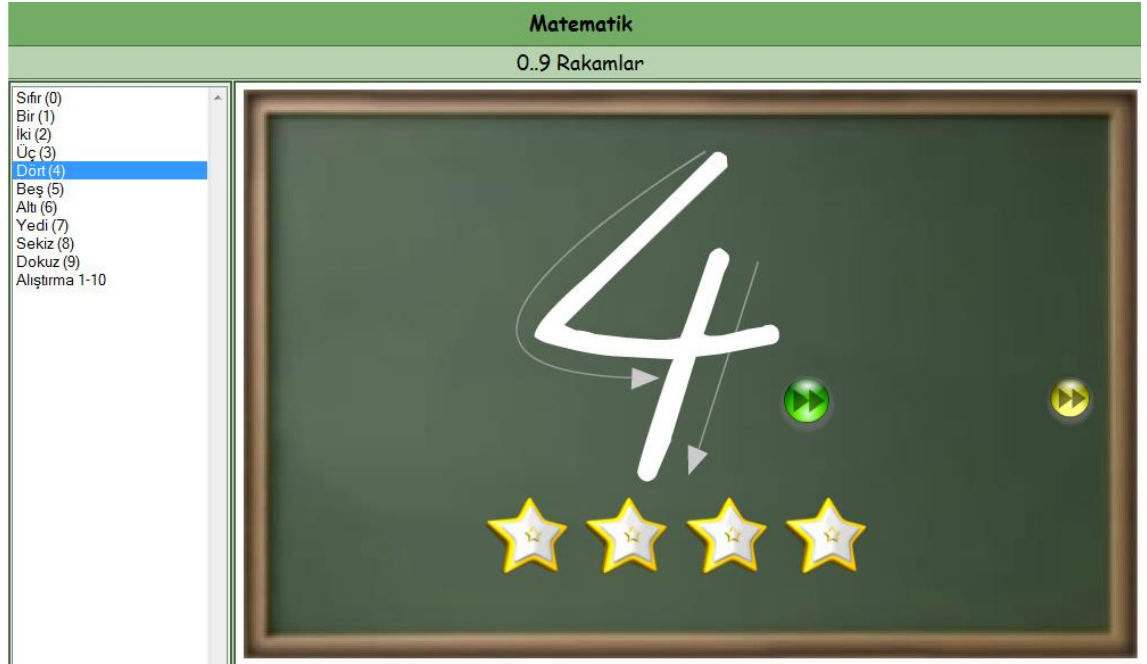 Matematik
0..9 Rakamlar
Sıfır (0)
Bir (1)
İki (2)
Üç (3)
Dört (4)
Beş (5)
Altı (6)
Yedi (7)
Sekiz (8)
Dokuz (9)
Alıştırma 1-10
4